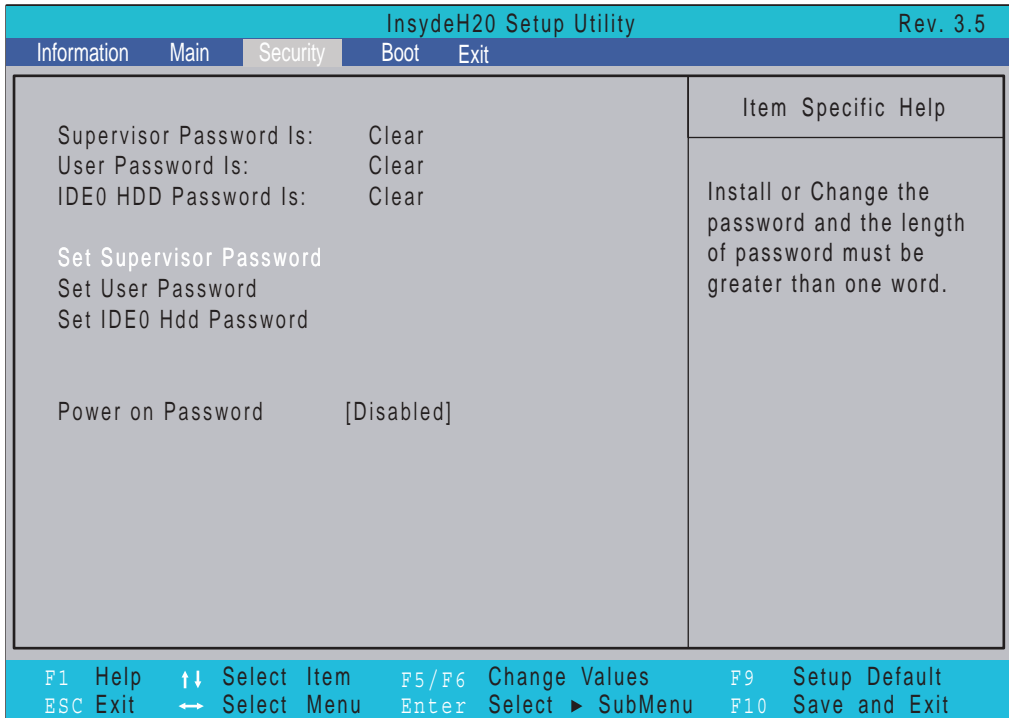 InsydeH20 Setup Utility Rev. 3.5
Information Main Security Boot Exit
Supervisor Password Is: Clear
User Password Is: Clear
IDE0 HDD Password Is: Clear
Set Supervisor Password
Set User Password
Set IDE0 Hdd Password
Power on Password [Disabled]
Item Specific Help
Install or Change the
password and the length
of password must be
greater than one word.
F1 Help ↑↓ Select Item F5/F6 Change Values F9 Setup Default
ESC Exit ↔ Select Menu Enter Select ► SubMenu F10 Save and Exit